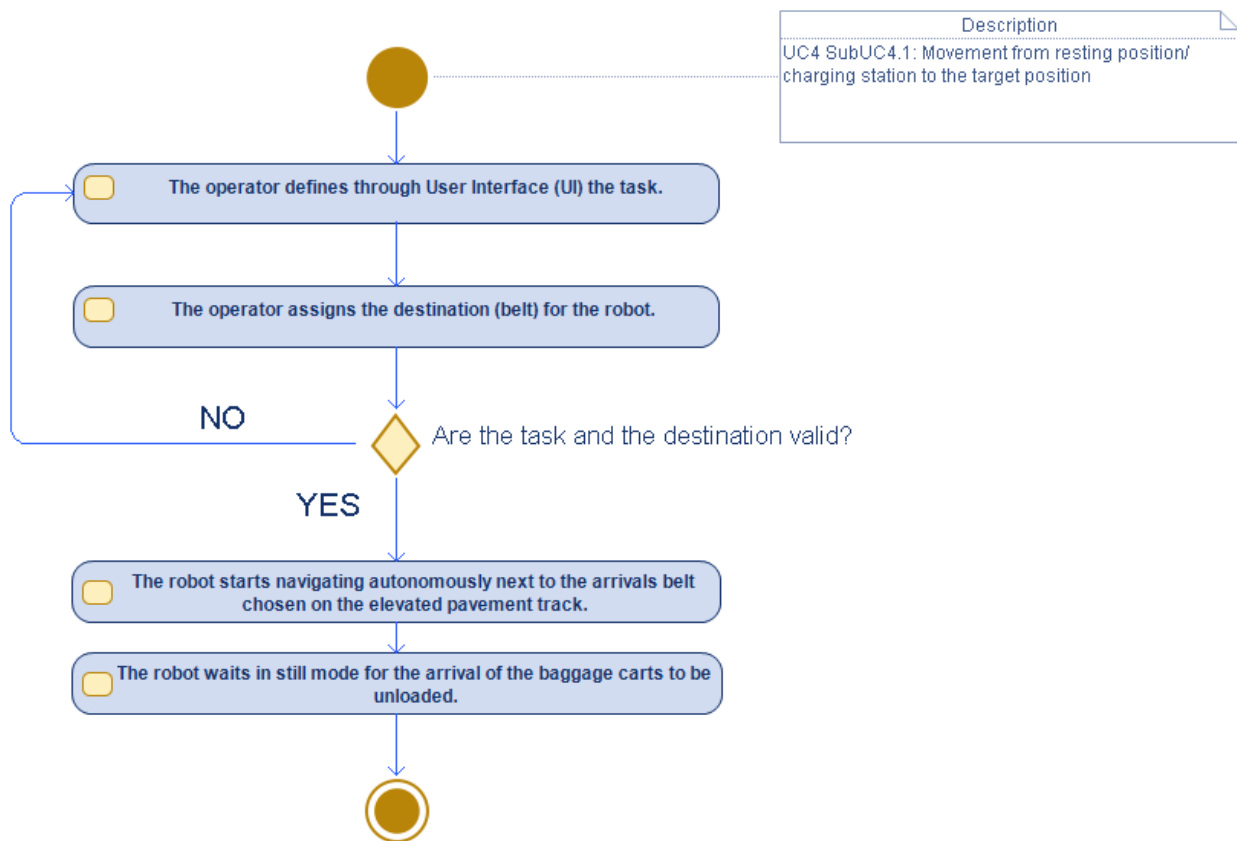 Description
UC4 SubUC4.1: Movement from resting position/
charging station to the target position
The operator defines through User Interface (UI) the task.
The operator assigns the destination (belt) for the robot.
NO
Are the task and the destination valid?
YES
The robot starts navigating autonomously next to the arrivals belt
chosen on the elevated pavement track.
The robot waits in still mode for the arrival of the baggage carts to be
unloaded.